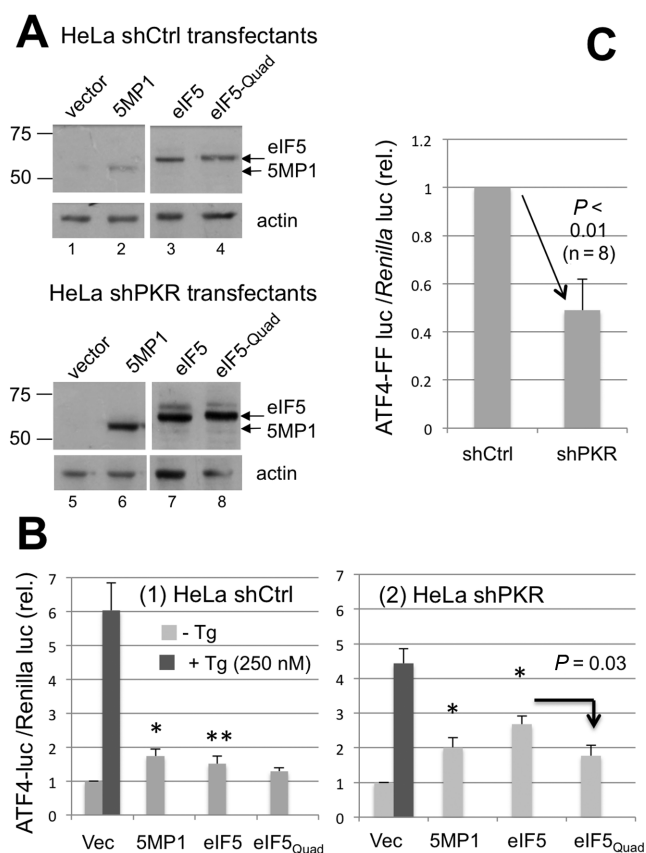 A
HeLa shCtrl transfectants
vector
5MP1
eIF5
eIF5-Quad
75
50
eIF5
5MP1
actin
1 2 3 4
HeLa shPKR transfectants
vector
5MP1
eIF5
eIF5-Quad
75
50
eIF5
5MP1
actin
5 6 7 8
C
ATF4-FF luc /Renilla luc (rel.)
1.2
1
0.8
0.6
0.4
0.2
0
P <
0.01
(n = 8)
shCtrl shPKR
B
ATF4-luc /Renilla luc (rel.)
7
6
5
4
3
2
1
0
(1) HeLa shCtrl
- Tg
+ Tg (250 nM)
*
**
Vec 5MP1 eIF5 eIF5Quad
7
6
5
4
3
2
1
0
(2) HeLa shPKR
*
*
P = 0.03
Vec 5MP1 eIF5 eIF5Quad